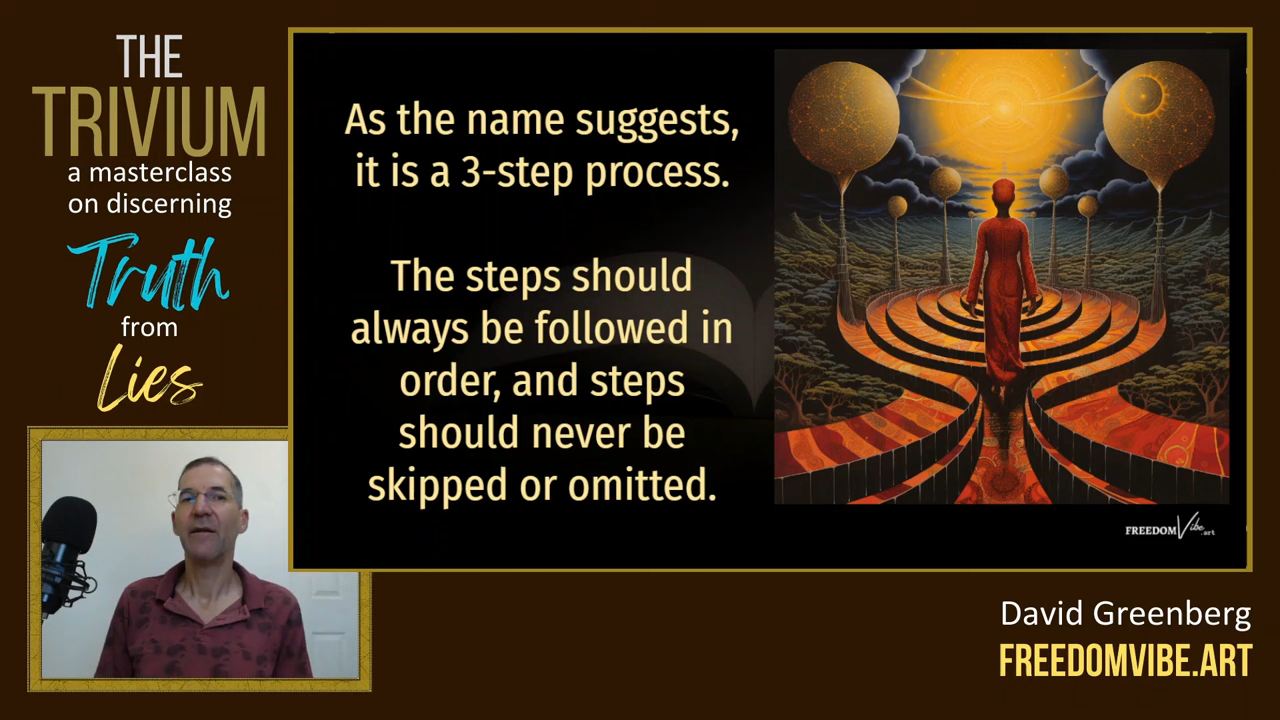 THE
TRIVIUM
a masterclass
on discerning
Truth
from
Lies
As the name suggests,
it is a 3-step process.
The steps should
always be followed in
order, and steps
should never be
skipped or omitted.
FREEDOMVibe.art
David Greenberg
FREEDOMVIBE.ART